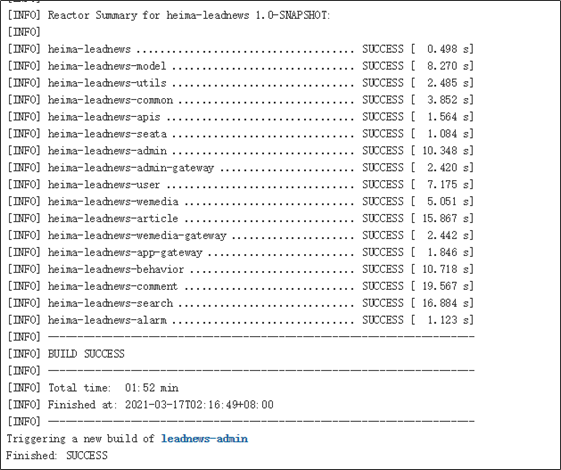 [INFO] Reactor Summary for heima-leadnews 1.0-SNAPSHOT:
[INFO]
[INFO] heima-leadnews ...................................... SUCCESS [  0.498 s]
[INFO] heima-leadnews-model ................................ SUCCESS [  8.270 s]
[INFO] heima-leadnews-utils ................................ SUCCESS [  2.485 s]
[INFO] heima-leadnews-common ............................... SUCCESS [  3.852 s]
[INFO] heima-leadnews-apis ................................. SUCCESS [  1.564 s]
[INFO] heima-leadnews-seata ................................ SUCCESS [  1.084 s]
[INFO] heima-leadnews-admin ................................ SUCCESS [ 10.348 s]
[INFO] heima-leadnews-admin-gateway ........................ SUCCESS [  2.420 s]
[INFO] heima-leadnews-user ................................. SUCCESS [  7.175 s]
[INFO] heima-leadnews-wemedia .............................. SUCCESS [  5.051 s]
[INFO] heima-leadnews-article .............................. SUCCESS [ 15.867 s]
[INFO] heima-leadnews-wemedia-gateway ...................... SUCCESS [  2.442 s]
[INFO] heima-leadnews-app-gateway .......................... SUCCESS [  1.846 s]
[INFO] heima-leadnews-behavior ............................. SUCCESS [ 10.718 s]
[INFO] heima-leadnews-comment .............................. SUCCESS [ 19.567 s]
[INFO] heima-leadnews-search ............................... SUCCESS [ 16.884 s]
[INFO] heima-leadnews-alarm ................................ SUCCESS [  1.123 s]
[INFO] ------------------------------------------------------------------------
[INFO] BUILD SUCCESS
[INFO] ------------------------------------------------------------------------
[INFO] Total time:  01:52 min
[INFO] Finished at: 2021-03-17T02:16:49+08:00
[INFO] ------------------------------------------------------------------------
Triggering a new build of leadnews-admin
Finished: SUCCESS